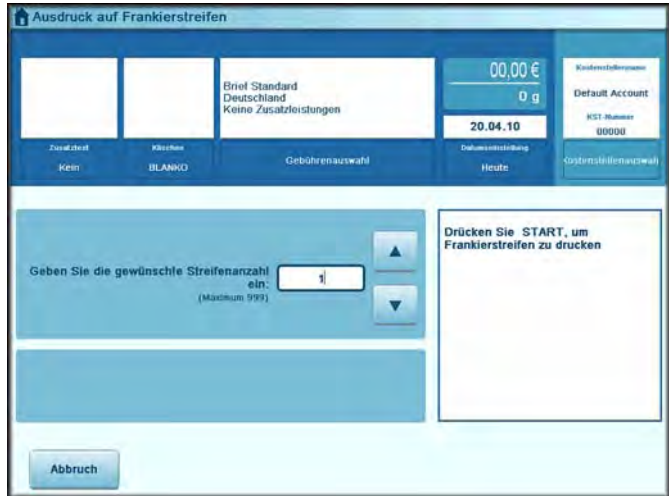 Ausdruck auf Frankierstreifen
00,00 €
0 g
20.04.10
Brief Standard
Deutschland
Keine Zusatzleistungen
Kostenstellenname
Default Account
KST-Nummer
00000
Zusatztext
Kein
Klischee
BLANKO
Gebührenauswahl
Datumseinstellung
Heute
Kostenstellenauswahl
Geben Sie die gewünschte Streifenanzahl
ein:
(Maximum 999)
1
Drücken Sie START, um
Frankierstreifen zu drucken
Abbruch